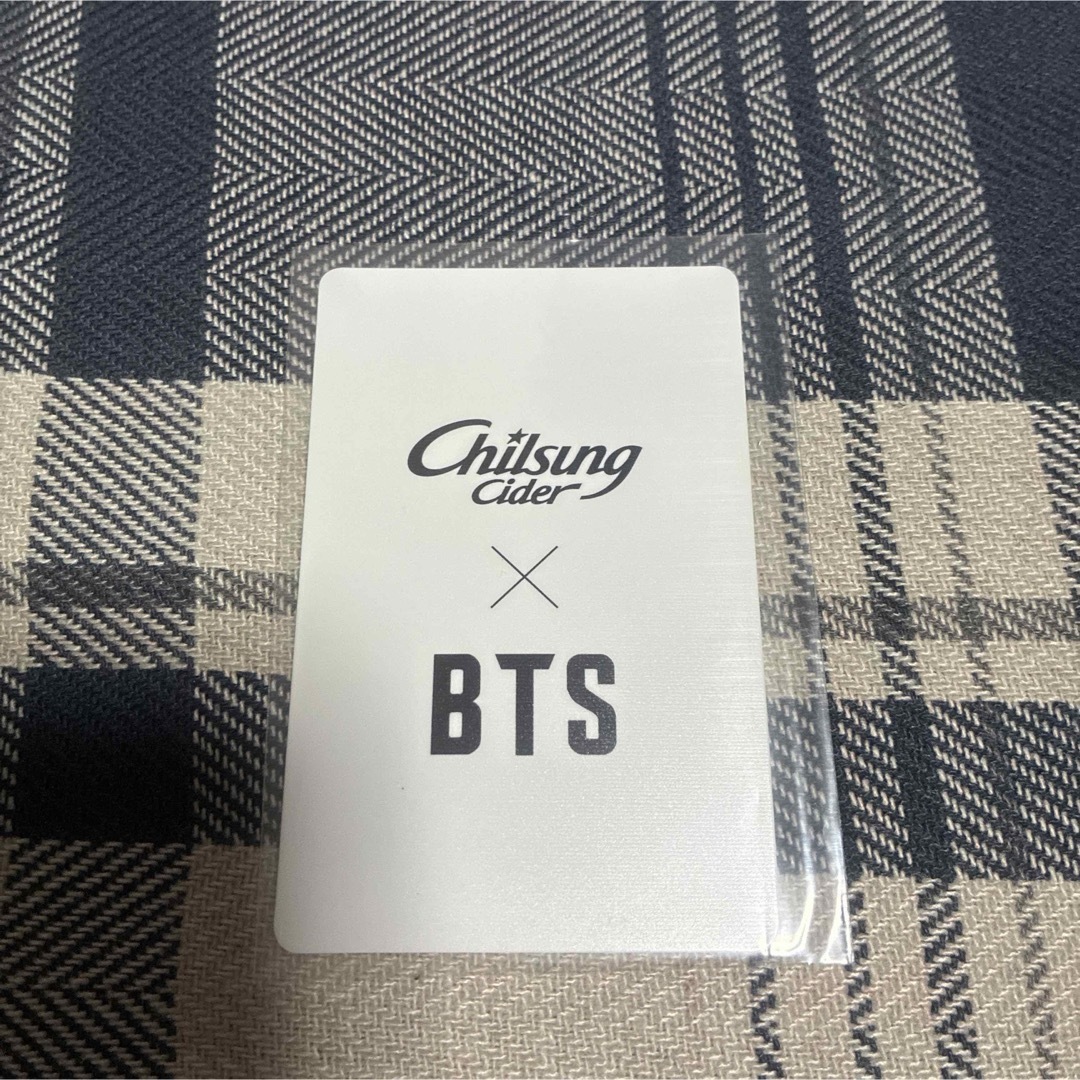 Chilsung
Cider
×
BTS